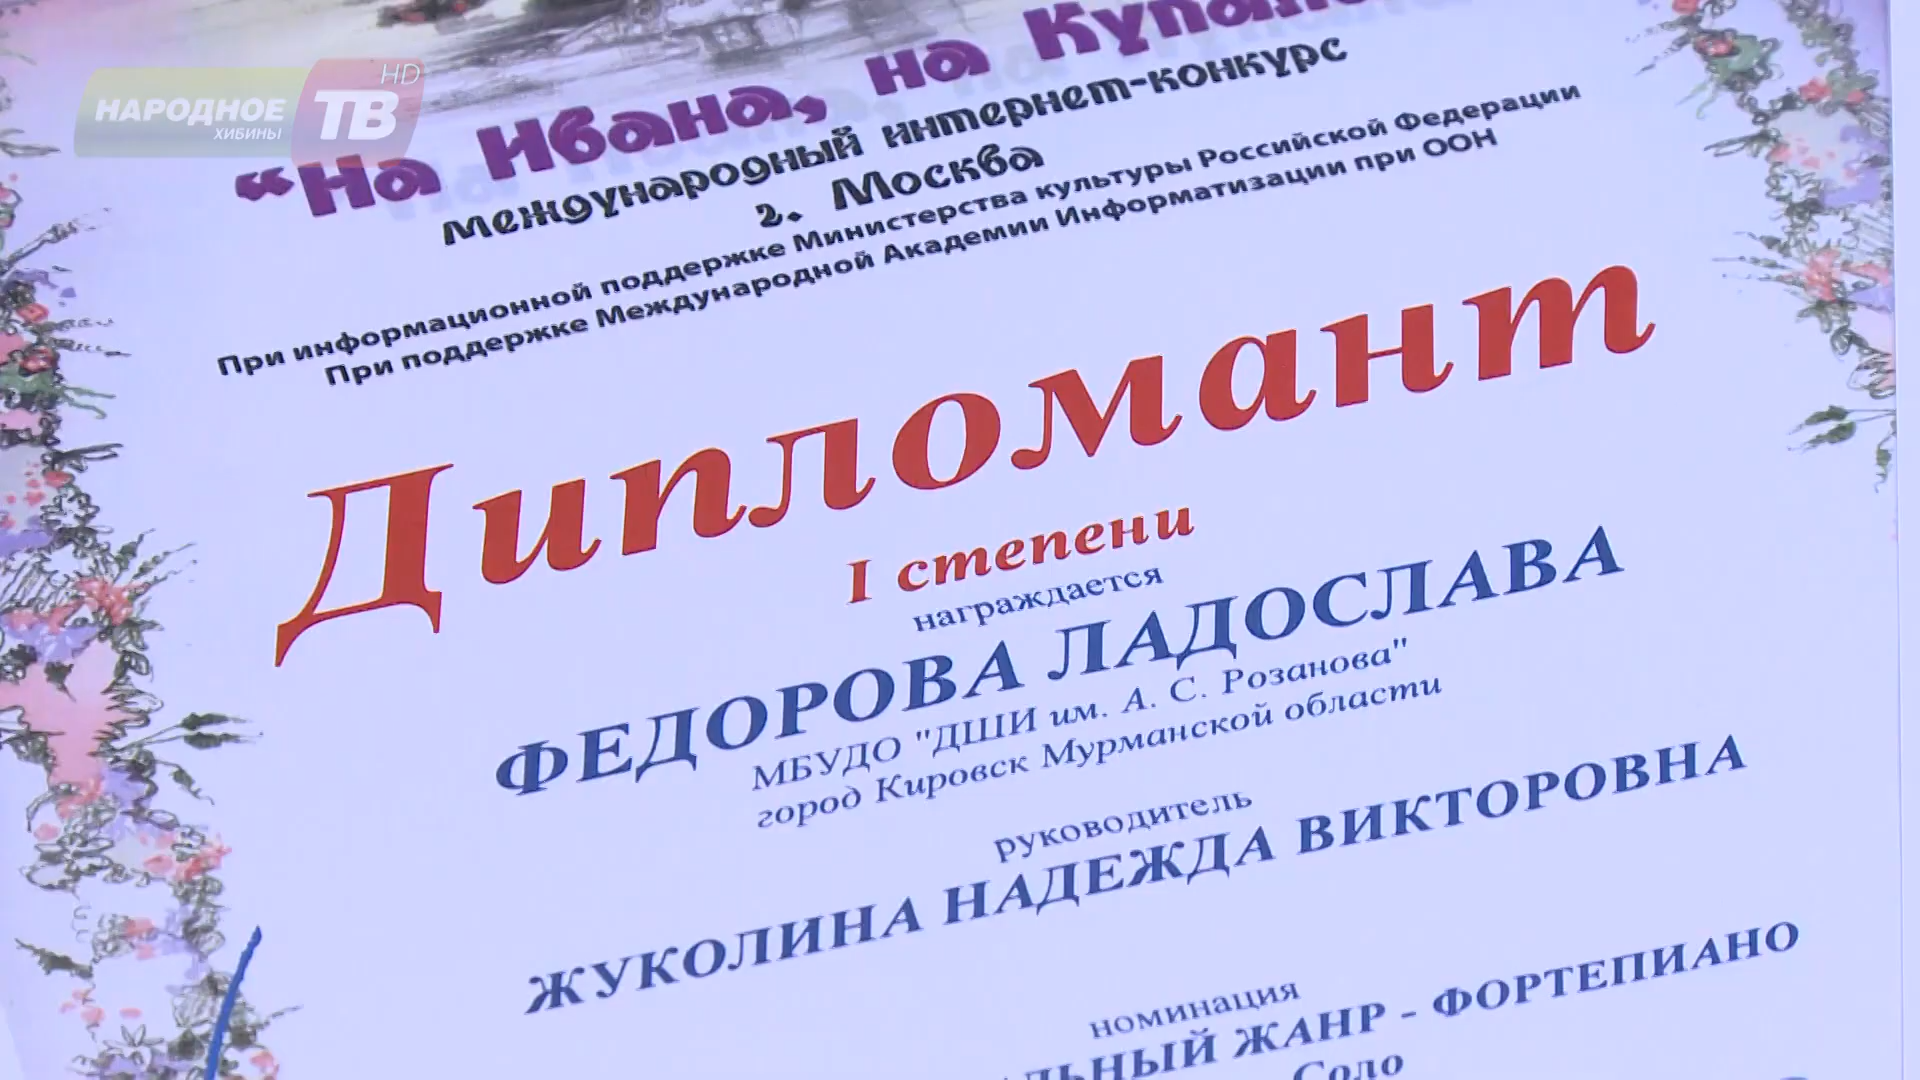 НАРОДНОЕ
ХИБИНЫ
ТВ
HD
“На Ивана, на
международный интернет-конкурс
г. Москва
При информационной поддержке Министерства культуры Российской Федерации
При поддержке Международной Академии Информатизации при ООН
Дипломант
I степени
награждается
ФЕДОРОВА ЛАДОСЛАВА
МБУДО "ДШИ им. А. С. Розанова"
город Кировск Мурманской области
руководитель
ЖУКОЛИНА НАДЕЖДА ВИКТОРОВНА
номинация
ЖАНР - ФОРТЕПИАНО
Соло